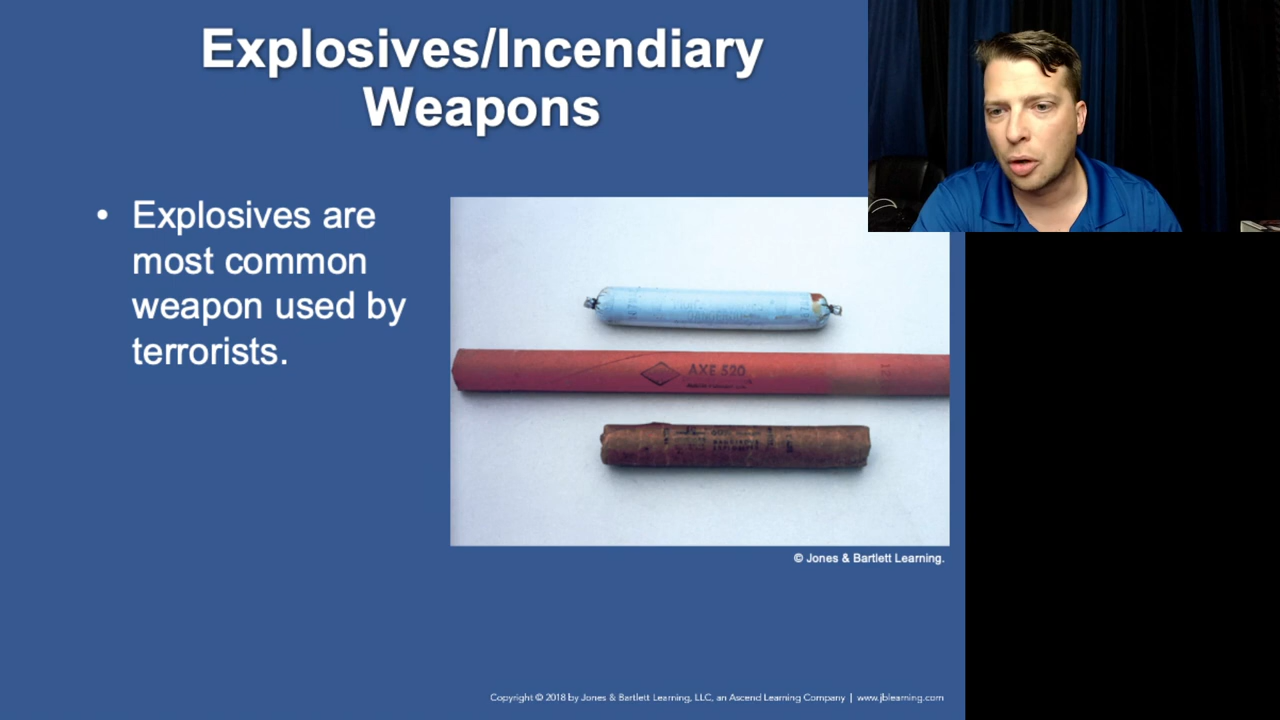 Explosives/Incendiary
Weapons
• Explosives are
most common
weapon used by
terrorists.
AXE 520
© Jones & Bartlett Learning.
Copyright © 2018 by Jones & Bartlett Learning, LLC, an Ascend Learning Company | www.jblearning.com